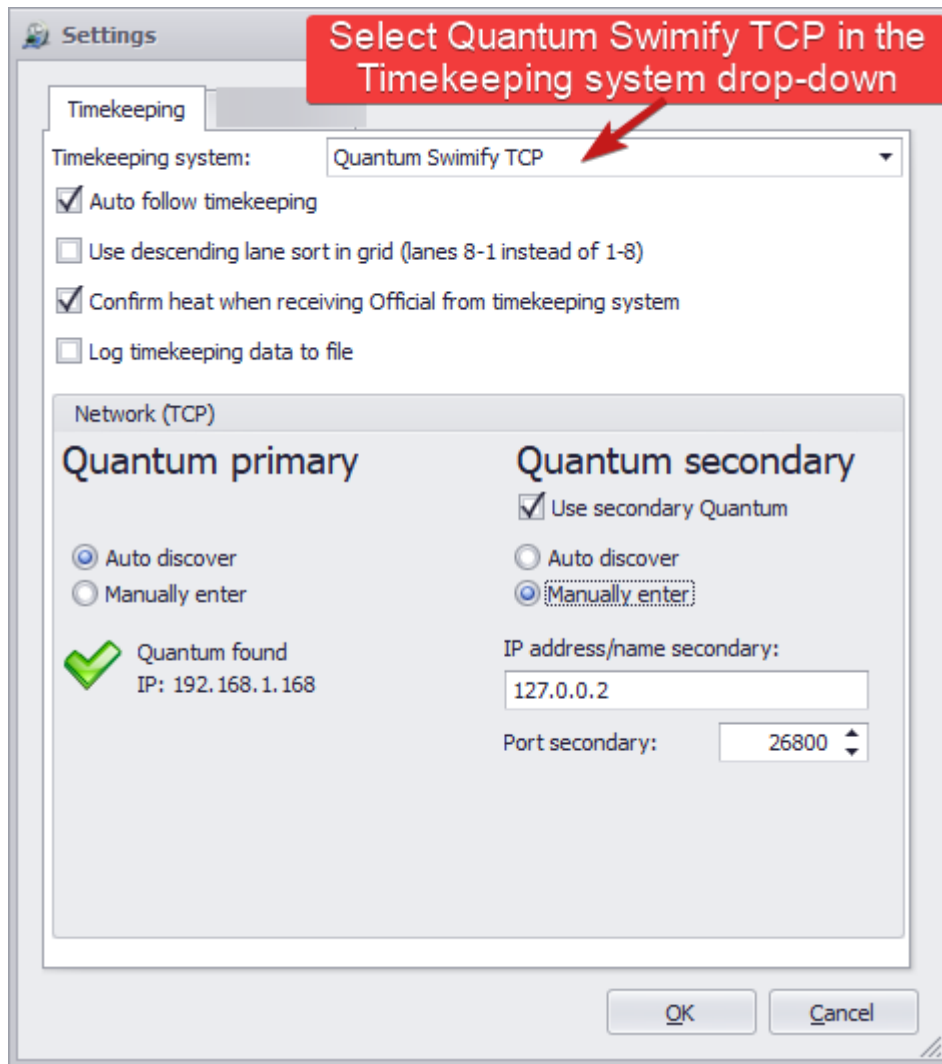 Settings
Select Quantum Swimify TCP in the
Timekeeping system drop-down
Timekeeping
Timekeeping system:
Quantum Swimify TCP
Auto follow timekeeping
Use descending lane sort in grid (lanes 8-1 instead of 1-8)
Confirm heat when receiving Official from timekeeping system
Log timekeeping data to file
Network (TCP)
Quantum primary
Auto discover
Manually enter
Quantum found
IP: 192.168.1.168
Quantum secondary
Use secondary Quantum
Auto discover
Manually enter
IP address/name secondary:
127.0.0.2
Port secondary:
26800
OK
Cancel